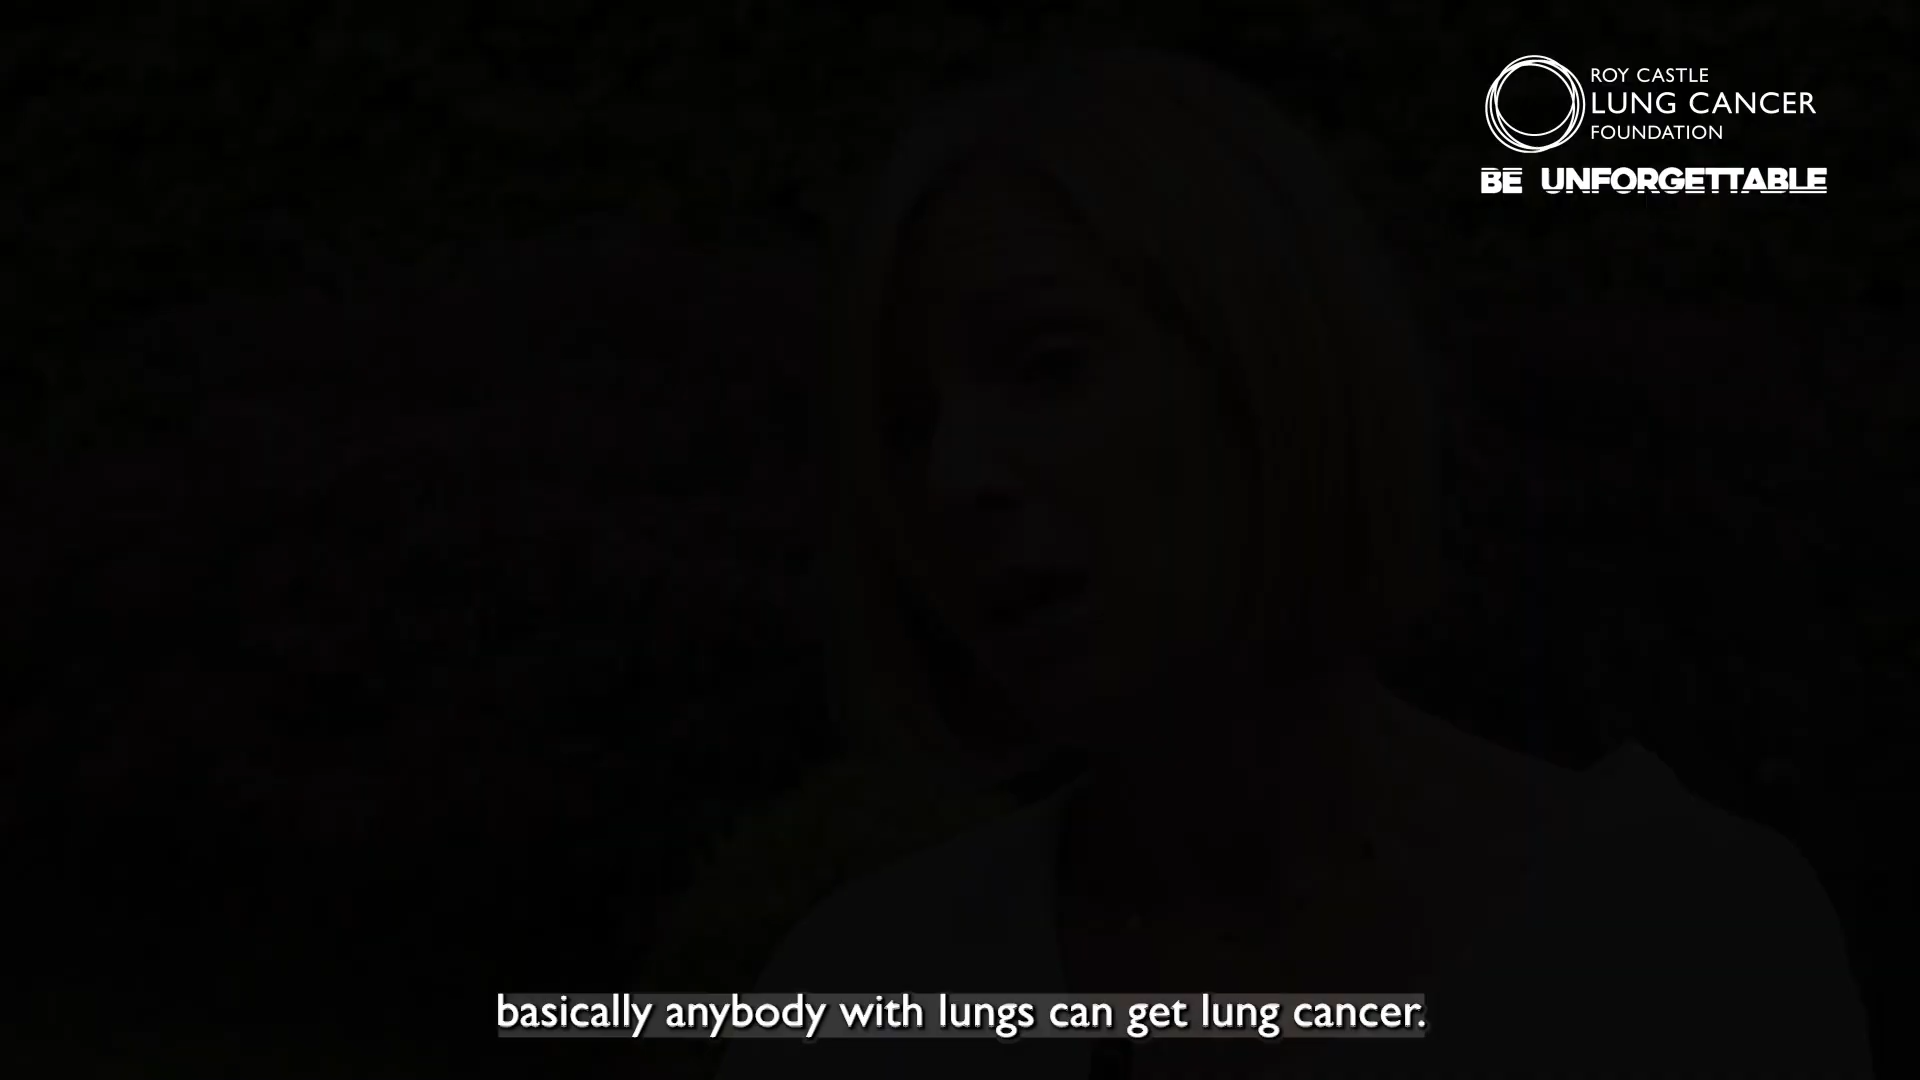 ROY CASTLE
LUNG CANCER
FOUNDATION
BE UNFORGETTABLE
basically anybody with lungs can get lung cancer.